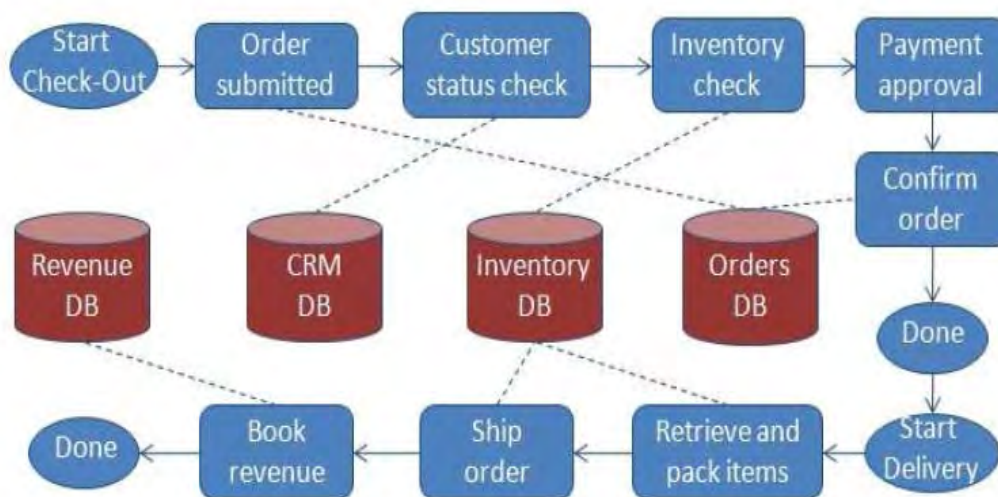 Start
Check-Out
Order
submitted
Customer
status check
Inventory
check
Payment
approval
Confirm
order
Revenue
DB
CRM
DB
Inventory
DB
Orders
DB
Done
Start
Delivery
Retrieve and
pack items
Ship
order
Book
revenue
Done